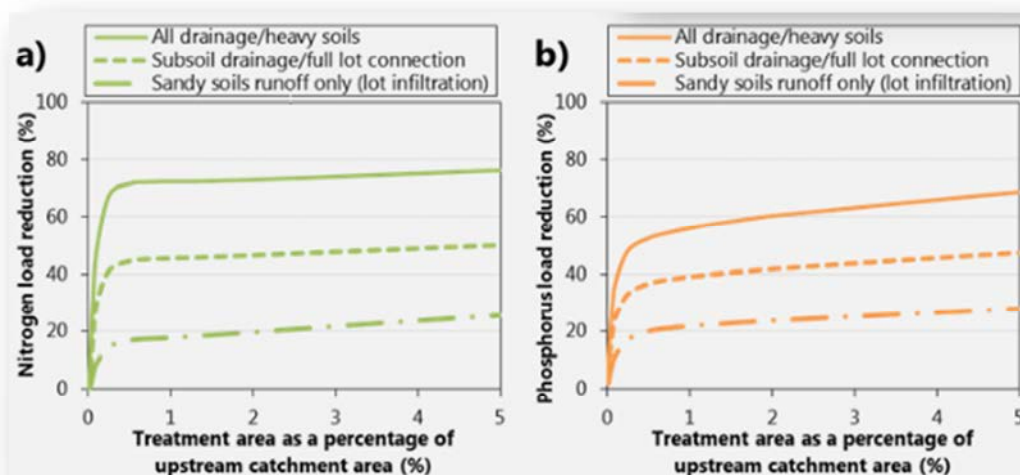 a)
All drainage/heavy soils
Subsoil drainage/full lot connection
Sandy soils runoff only (lot infiltration)
Nitrogen load reduction (%)
100
80
60
40
20
0
0 1 2 3 4 5
Treatment area as a percentage of
upstream catchment area (%)
b)
All drainage/heavy soils
Subsoil drainage/full lot connection
Sandy soils runoff only (lot infiltration)
Phosphorus load reduction (%)
100
80
60
40
20
0
0 1 2 3 4 5
Treatment area as a percentage of
upstream catchment area (%)